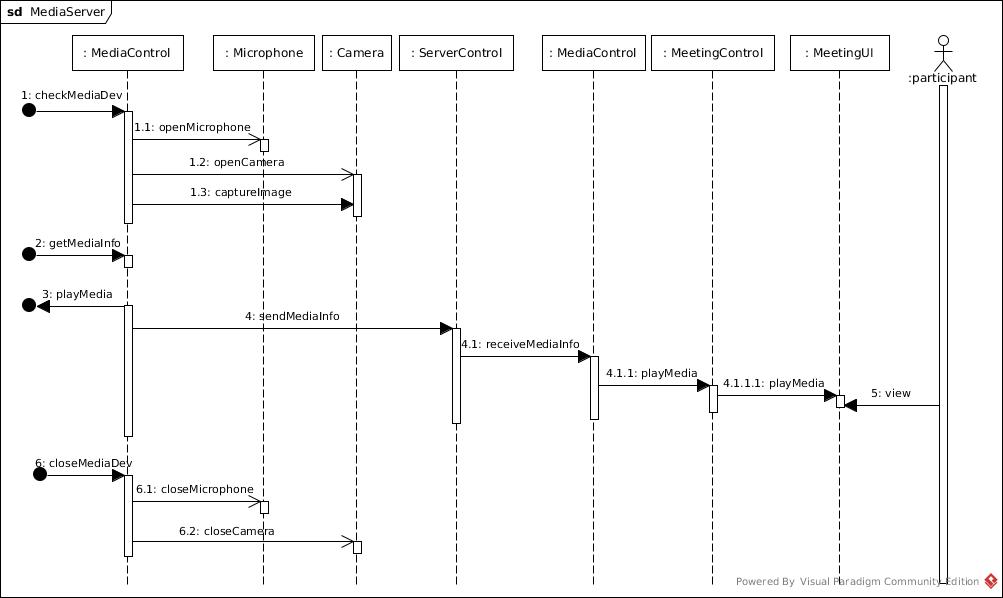 sd MediaServer
: MediaControl
: Microphone
: Camera
: ServerControl
: MediaControl
: MeetingControl
: MeetingUI
:participant
1: checkMediaDev
1.1: openMicrophone
1.2: openCamera
1.3: captureImage
2: getMediaInfo
3: playMedia
4: sendMediaInfo
4.1: receiveMediaInfo
4.1.1: playMedia
4.1.1.1: playMedia
5: view
6: closeMediaDev
6.1: closeMicrophone
6.2: closeCamera
Powered By Visual Paradigm Community Edition